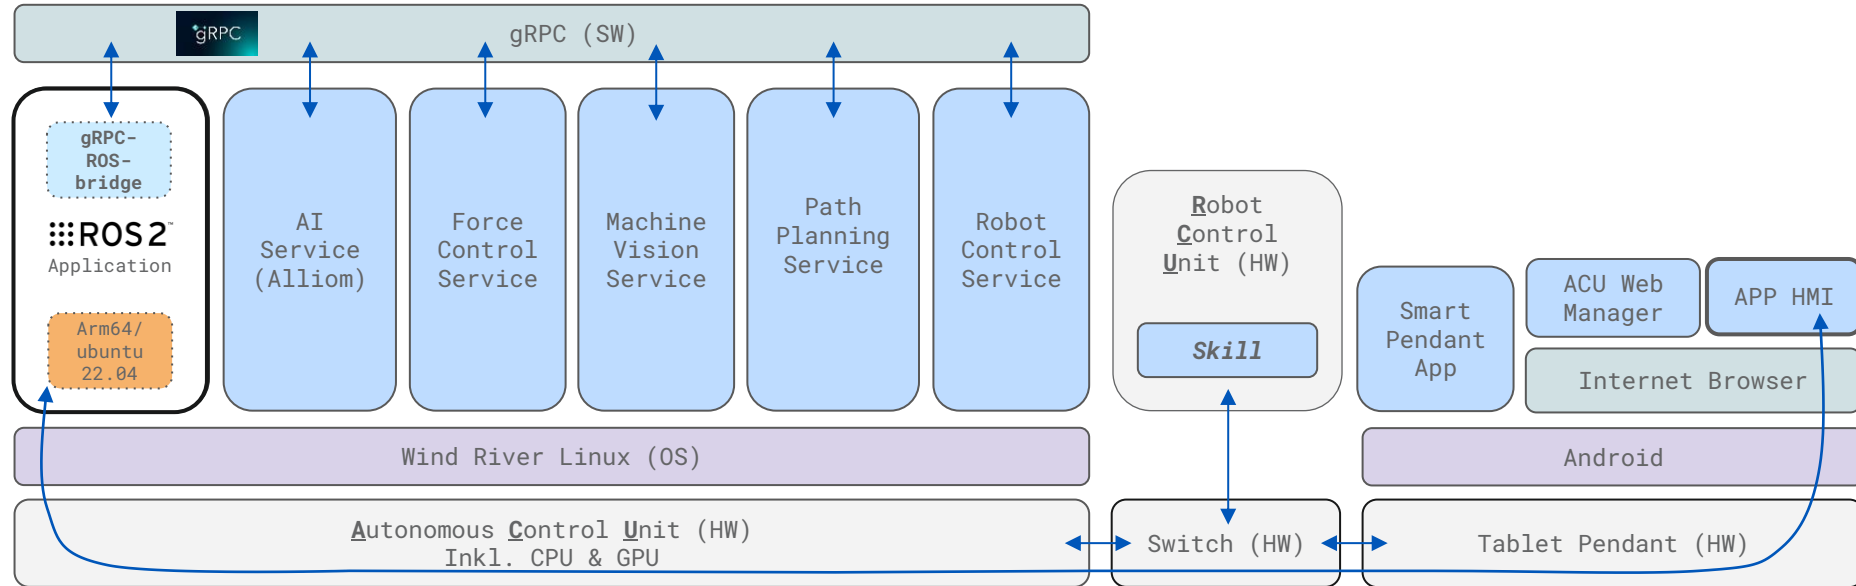 gRPC
gRPC (SW)
gRPC-
ROS-
bridge
ROS 2™
Application
Arm64/
ubuntu
22.04
AI
Service
(Alliom)
Force
Control
Service
Machine
Vision
Service
Path
Planning
Service
Robot
Control
Service
Robot
Control
Unit (HW)
Skill
Smart
Pendant
App
ACU Web
Manager
APP HMI
Internet Browser
Wind River Linux (OS)
Android
Autonomous Control Unit (HW)
Inkl. CPU & GPU
Switch (HW)
Tablet Pendant (HW)